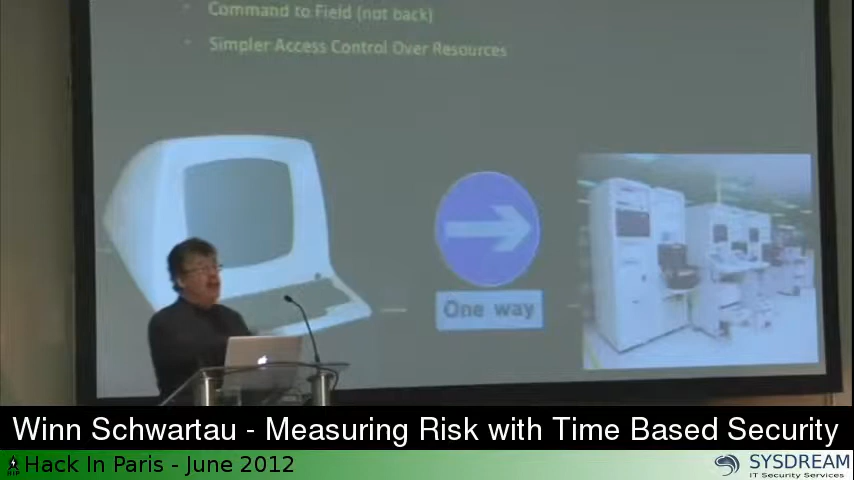 Command to Field (not back)
Simpler Access Control Over Resources
One way
Winn Schwartau - Measuring Risk with Time Based Security
Hack In Paris - June 2012
SYSDREAM
IT Security Services